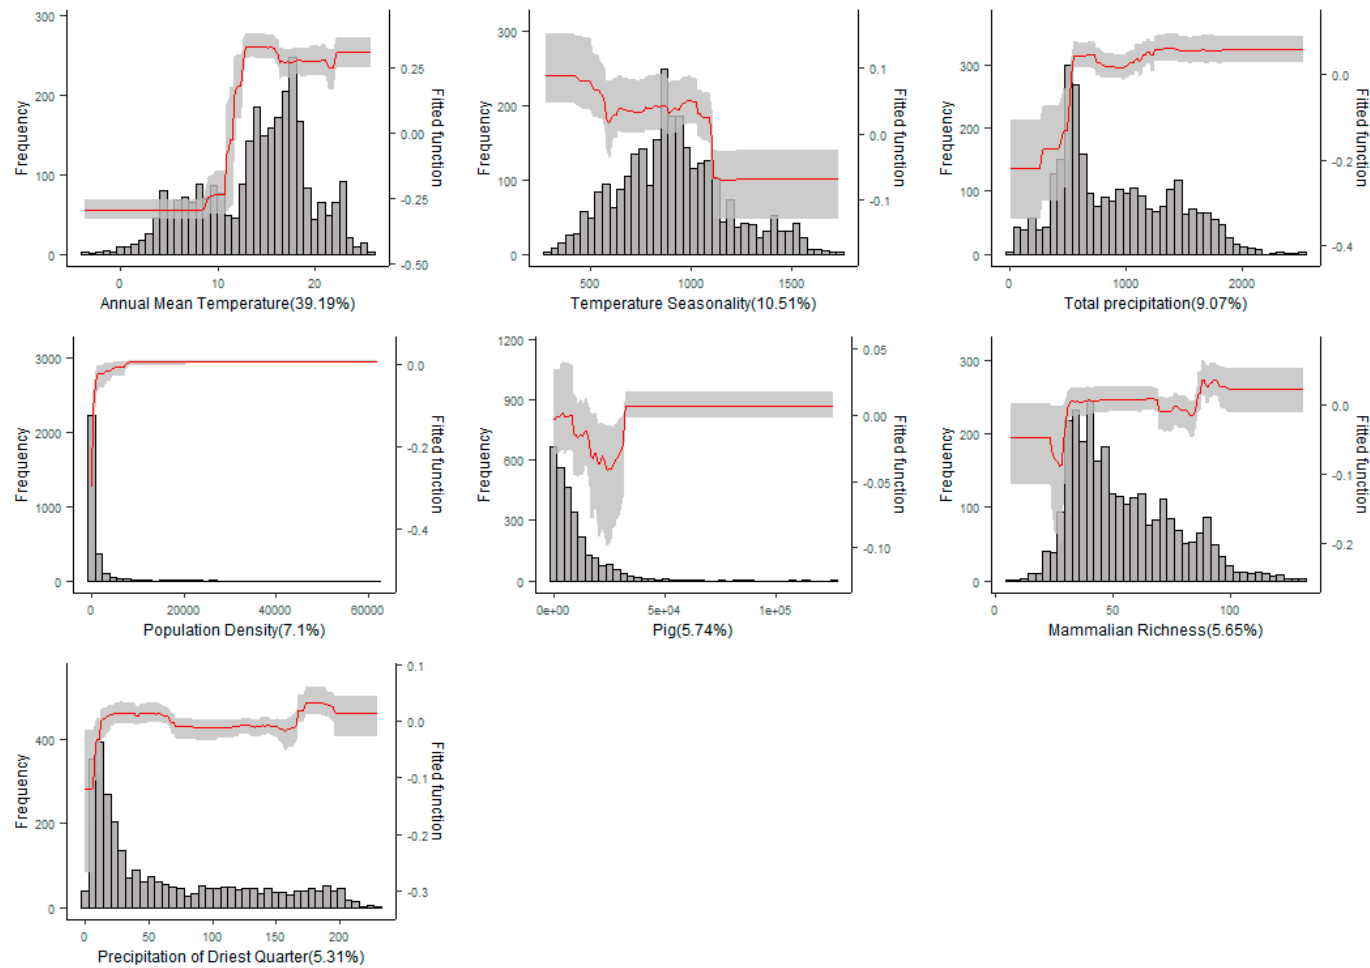 300
200
100
0
Frequency
0.25
0.00
-0.25
-0.50
Fitted function
0 10 20
Annual Mean Temperature(39.19%)
300
200
100
0
Frequency
0.1
0.0
-0.1
Fitted function
500 1000 1500
Temperature Seasonality(10.51%)
300
200
100
0
Frequency
0.0
-0.2
-0.4
Fitted function
0 1000 2000
Total precipitation(9.07%)
3000
2000
1000
0
Frequency
0.0
-0.2
-0.4
Fitted function
0 20000 40000 60000
Population Density(7.1%)
1200
900
600
300
0
Frequency
0.05
0.00
-0.05
-0.10
Fitted function
0e+00 5e+04 1e+05
Pig(5.74%)
300
200
100
0
Frequency
0.0
-0.1
-0.2
Fitted function
0 50 100
Mammalian Richness(5.65%)
400
200
0
Frequency
0.1
0.0
-0.1
-0.2
-0.3
Fitted function
0 50 100 150 200
Precipitation of Driest Quarter(5.31%)